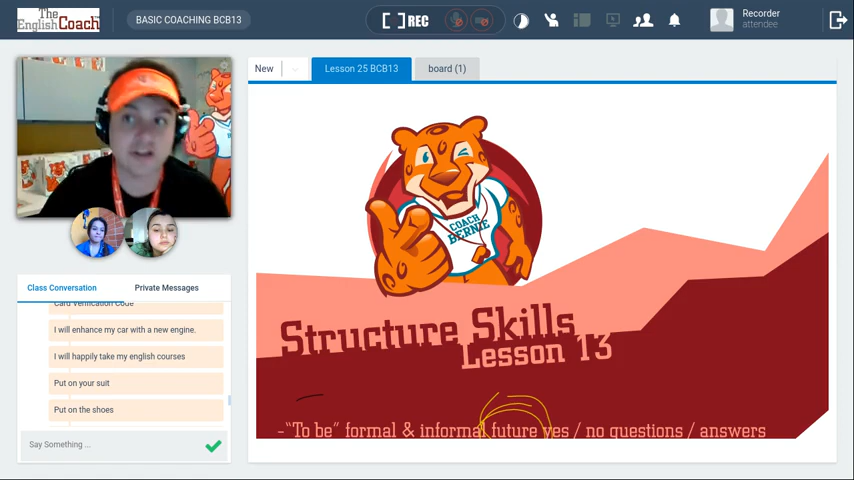 The
EnglishCoach
BASIC COACHING BCB13
[ ] REC
Recorder
attendee
New
Lesson 25 BCB13
board (1)
COACH
BERNIE
Structure Skills
Lesson 13
-"To be" formal & informal future yes / no questions / answers
Class Conversation
Private Messages
Card Verification Code
I will enhance my car with a new engine.
I will happily take my english courses
Put on your suit
Put on the shoes
Say Something ...